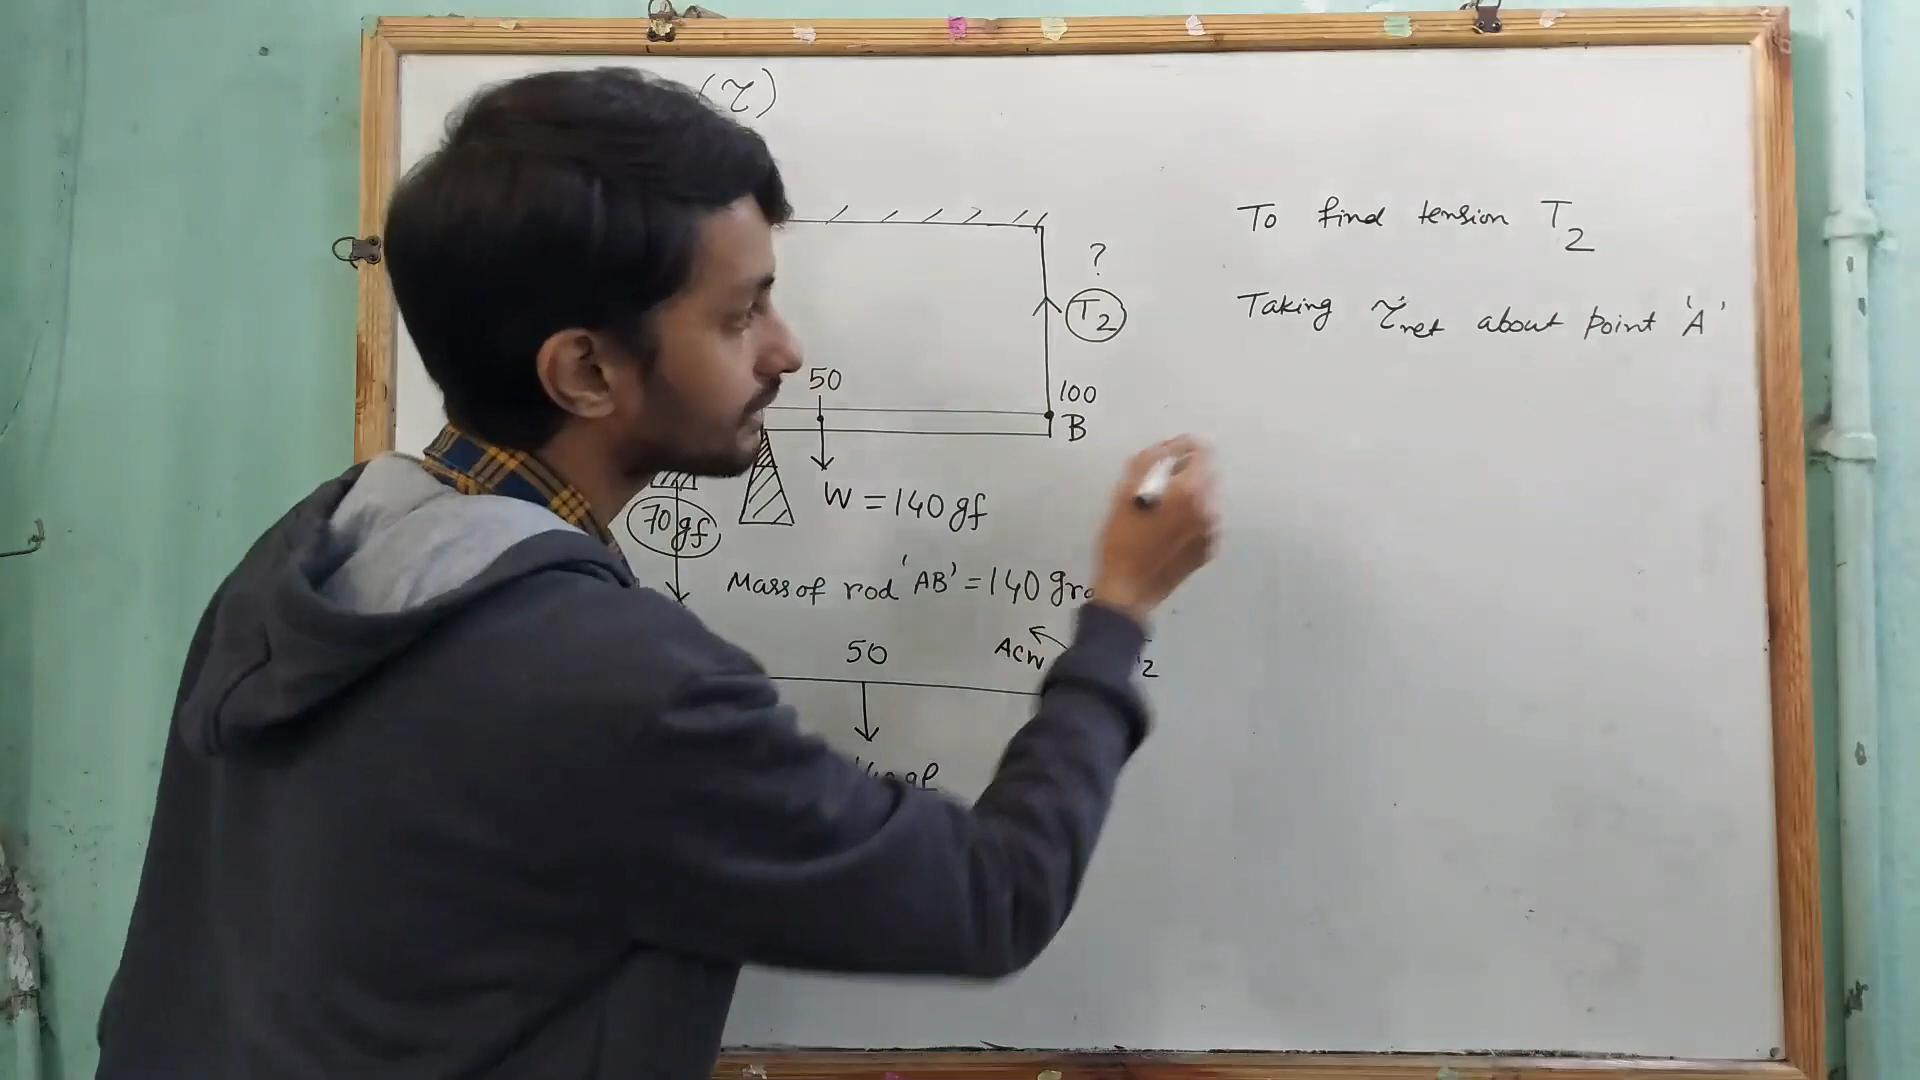 (τ)
To find tension T2
?
T2
Taking τnet about point 'A'
50
100
B
W = 140 gf
70 gf
Mass of rod 'AB' = 140
50
ACW
2